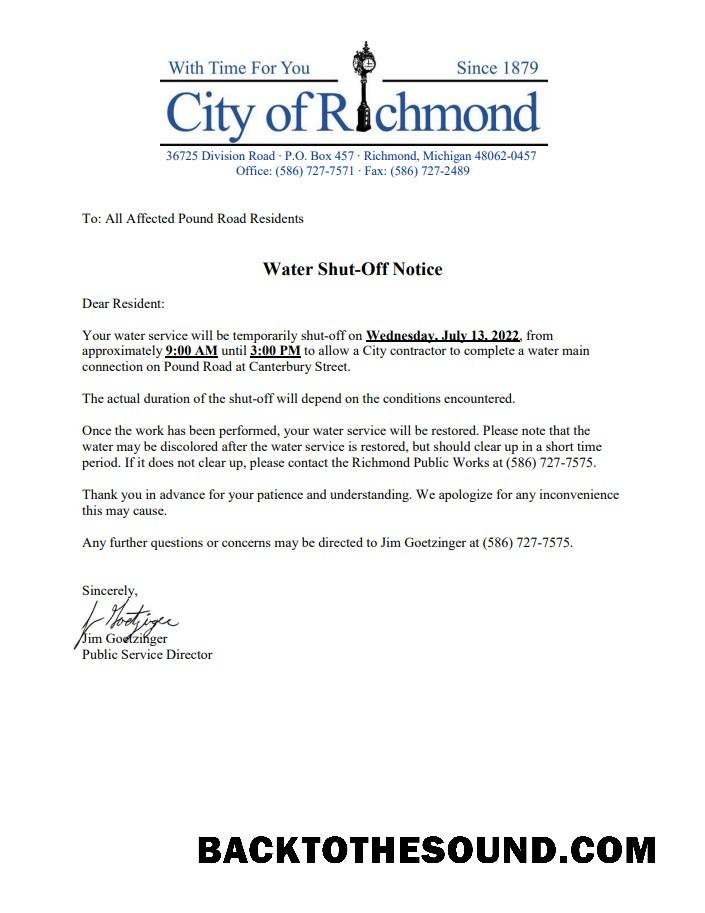 With Time For You Since 1879
City of Richmond
36725 Division Road · P.O. Box 457 · Richmond, Michigan 48062-0457
Office: (586) 727-7571 · Fax: (586) 727-2489
To: All Affected Pound Road Residents
Water Shut-Off Notice
Dear Resident:
Your water service will be temporarily shut-off on Wednesday, July 13, 2022, from
approximately 9:00 AM until 3:00 PM to allow a City contractor to complete a water main
connection on Pound Road at Canterbury Street.
The actual duration of the shut-off will depend on the conditions encountered.
Once the work has been performed, your water service will be restored. Please note that the
water may be discolored after the water service is restored, but should clear up in a short time
period. If it does not clear up, please contact the Richmond Public Works at (586) 727-7575.
Thank you in advance for your patience and understanding. We apologize for any inconvenience
this may cause.
Any further questions or concerns may be directed to Jim Goetzinger at (586) 727-7575.
Sincerely,
J Goetzinger
Jim Goetzinger
Public Service Director
BACKTOTHESOUND.COM